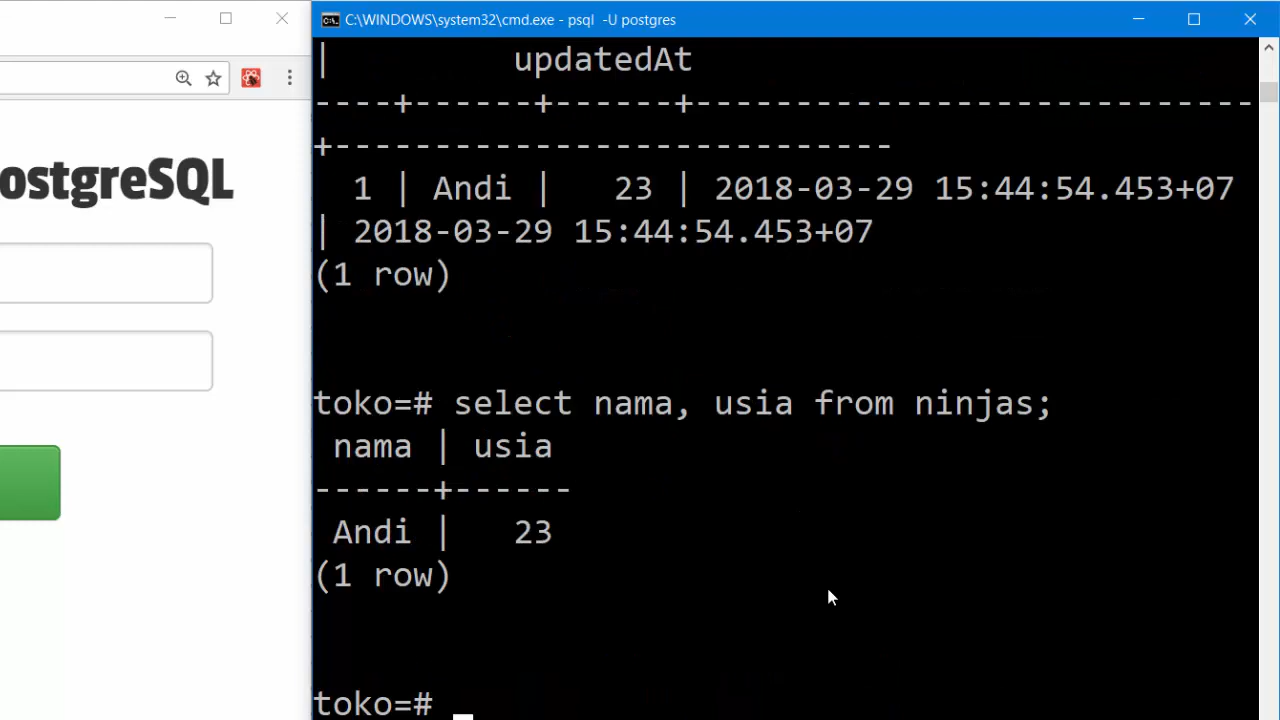 C:\WINDOWS\system32\cmd.exe - psql  -U postgres
ostgreSQL
|          updatedAt
----+------+------+----------------------------
+----------------------------
  1 | Andi |   23 | 2018-03-29 15:44:54.453+07
| 2018-03-29 15:44:54.453+07
(1 row)
toko=# select nama, usia from ninjas;
 nama | usia
------+------
 Andi |   23
(1 row)
toko=#